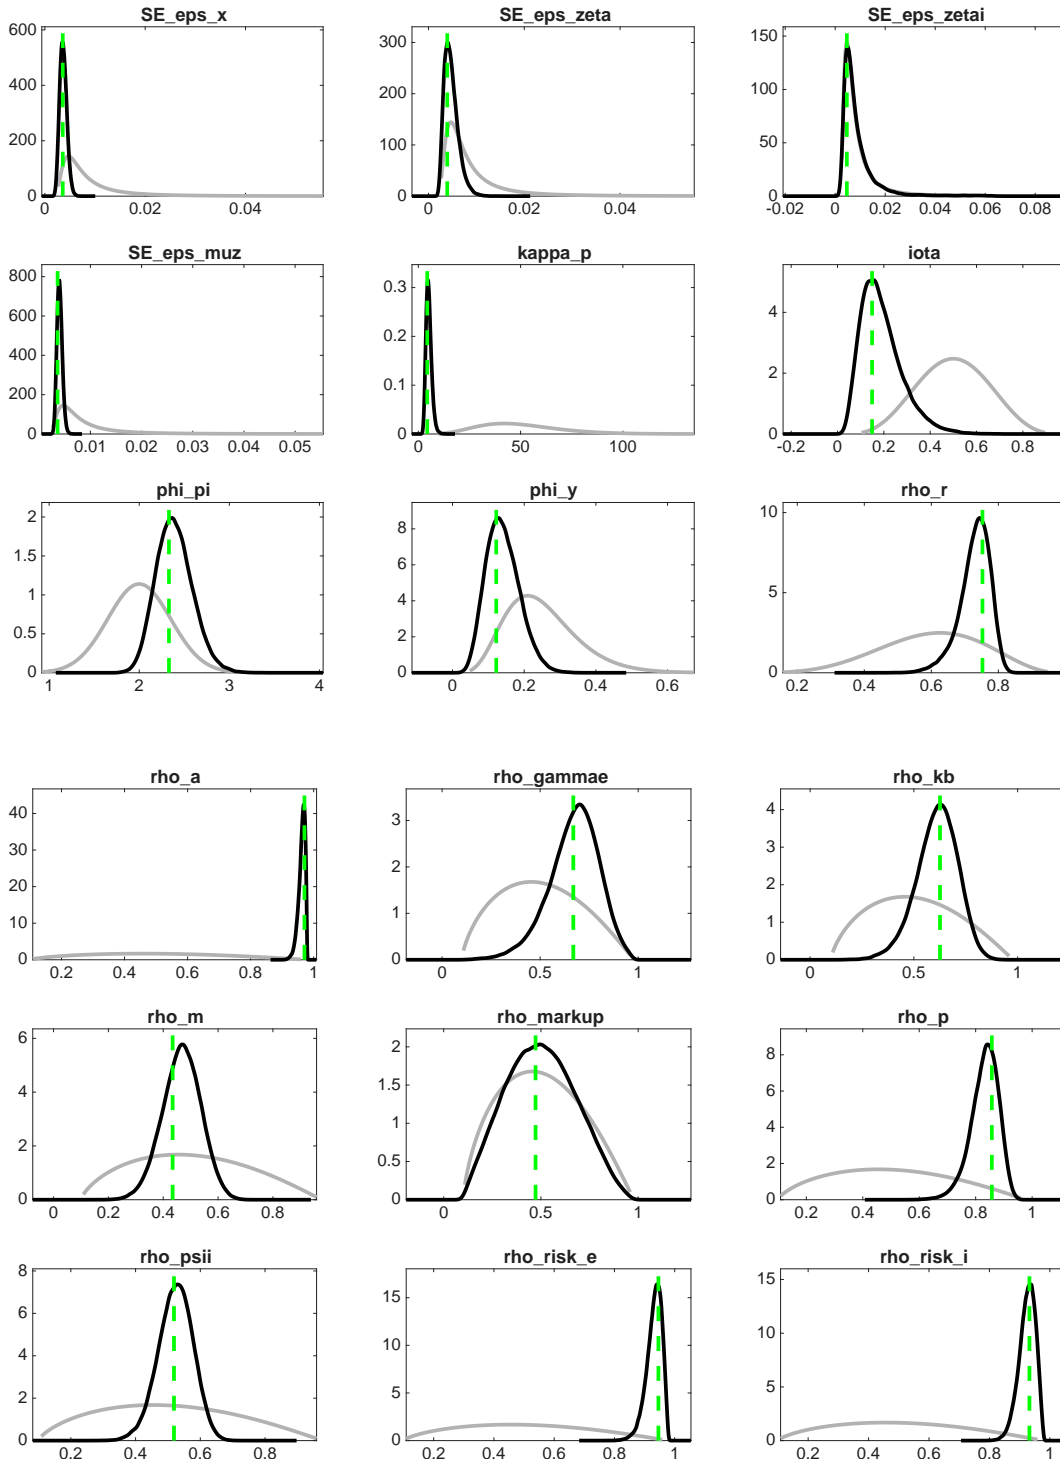 SE_eps_x SE_eps_zeta SE_eps_zetai
600 300 150
400 200 100
200 100 50
0 0 0
0 0.02 0.04 0 0.02 0.04 -0.02 0 0.02 0.04 0.06 0.08
SE_eps_muz kappa_p iota
800 0.3 4
600 0.2
400 0.1 2
200
0 0 0
0.01 0.02 0.03 0.04 0.05 0 50 100 -0.2 0 0.2 0.4 0.6 0.8
phi_pi phi_y rho_r
2 8 10
1.5 6
1 4 5
0.5 2
0 0 0
1 2 3 4 0 0.2 0.4 0.6 0.2 0.4 0.6 0.8
rho_a rho_gammae rho_kb
40 3 4
30 2 3
20 2
10 1 1
0 0 0
0.2 0.4 0.6 0.8 1 0 0.5 1 0 0.5 1
rho_m rho_markup rho_p
6 2 8
4 1.5 6
1 4
2 0.5 2
0 0 0
0 0.2 0.4 0.6 0.8 0 0.5 1 0.2 0.4 0.6 0.8 1
rho_psii rho_risk_e rho_risk_i
8 15 15
6 10 10
4
2 5 5
0 0 0
0.2 0.4 0.6 0.8 0.2 0.4 0.6 0.8 1 0.2 0.4 0.6 0.8 1